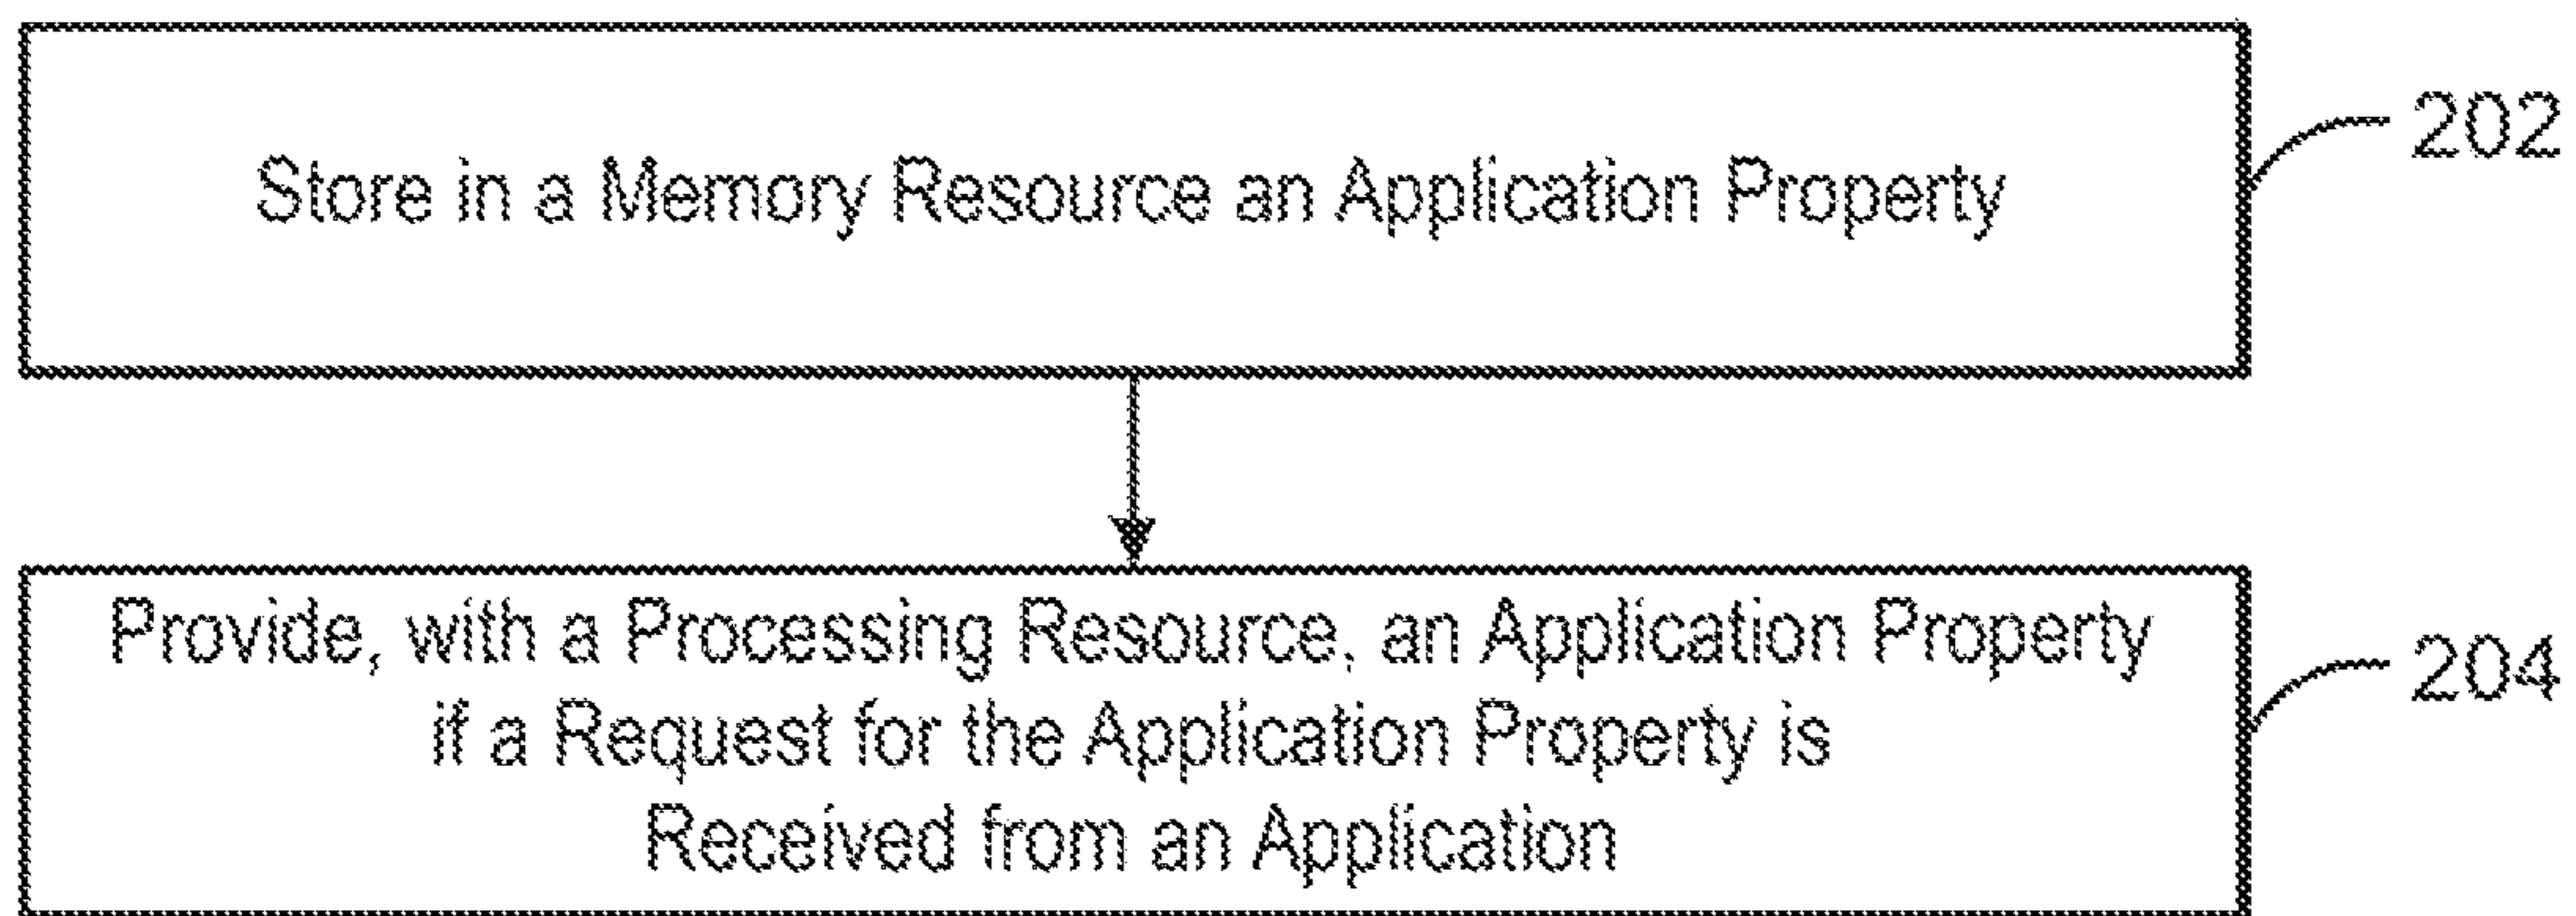 Store in a Memory Resource an Application Property
202
Provide, with a Processing Resource, an Application Property
if a Request for the Application Property is
Received from an Application
204